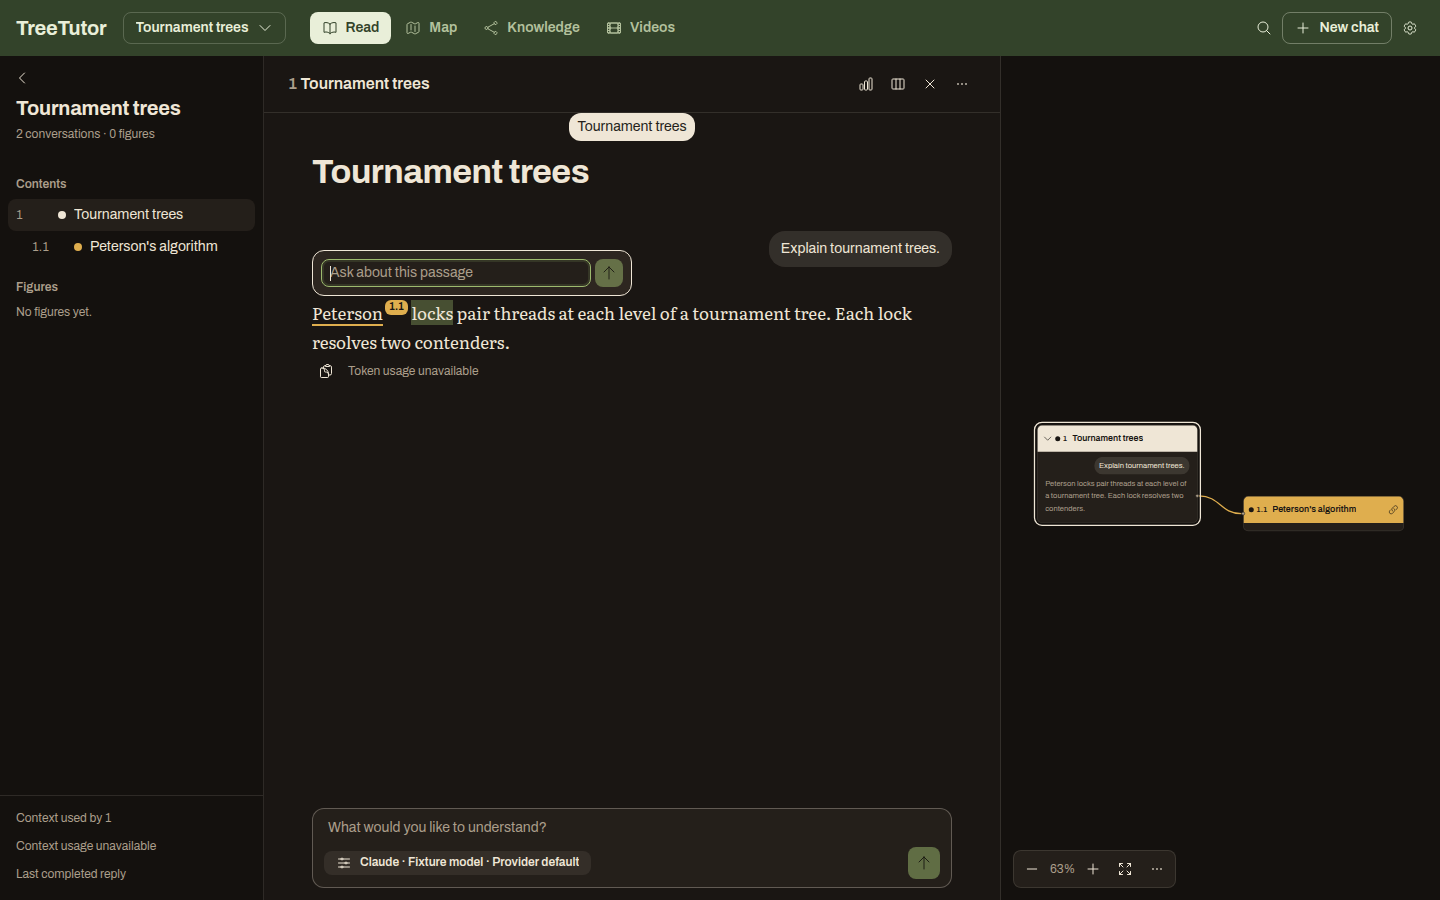 TreeTutor
Tournament trees
Read
Map
Knowledge
Videos
New chat
Tournament trees
2 conversations · 0 figures
Contents
1 Tournament trees
1.1 Peterson's algorithm
Figures
No figures yet.
Context used by 1
Context usage unavailable
Last completed reply
1 Tournament trees
Tournament trees
Tournament trees
Explain tournament trees.
Ask about this passage
Peterson 1.1 locks pair threads at each level of a tournament tree. Each lock
resolves two contenders.
Token usage unavailable
What would you like to understand?
Claude · Fixture model · Provider default
1 Tournament trees
Explain tournament trees.
Peterson locks pair threads at each level of
a tournament tree. Each lock resolves two
contenders.
1.1 Peterson's algorithm
63%